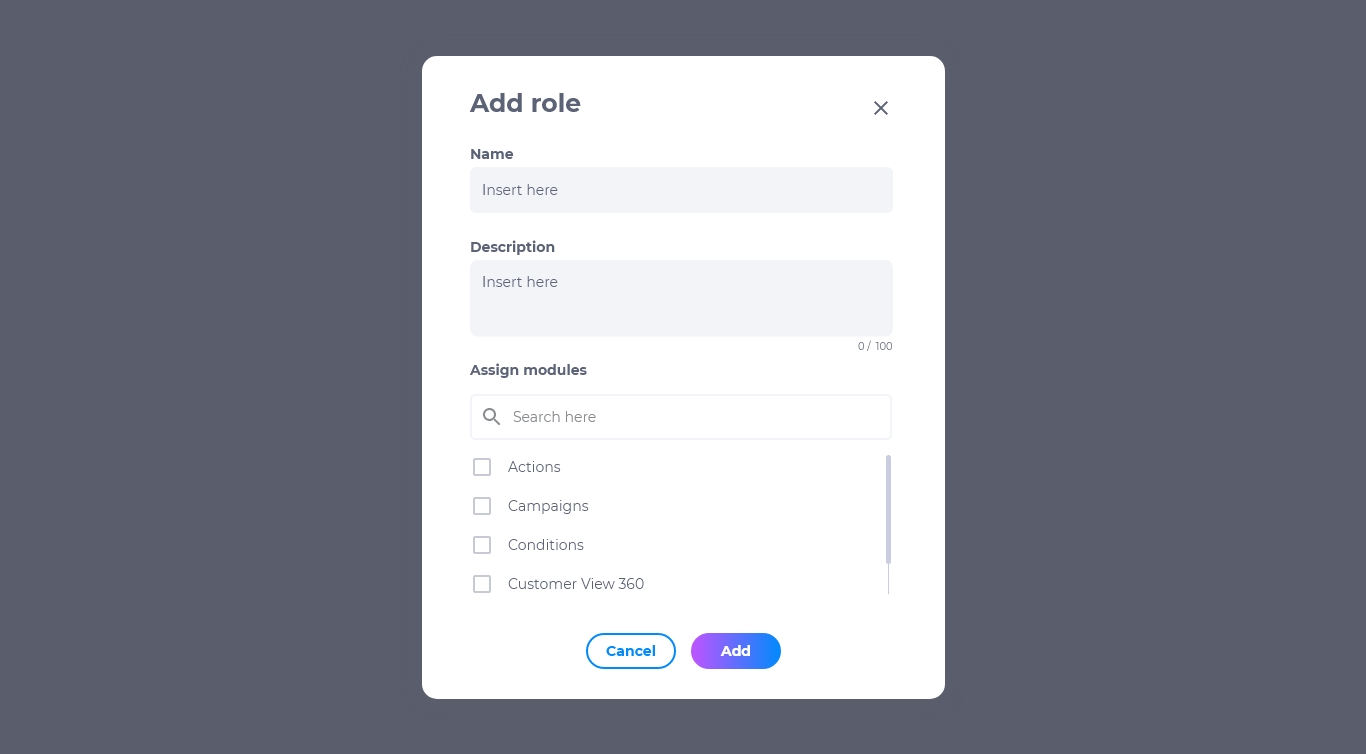 Add role
Name
Insert here
Description
Insert here
0 / 100
Assign modules
Search here
Actions
Campaigns
Conditions
Customer View 360
Cancel
Add